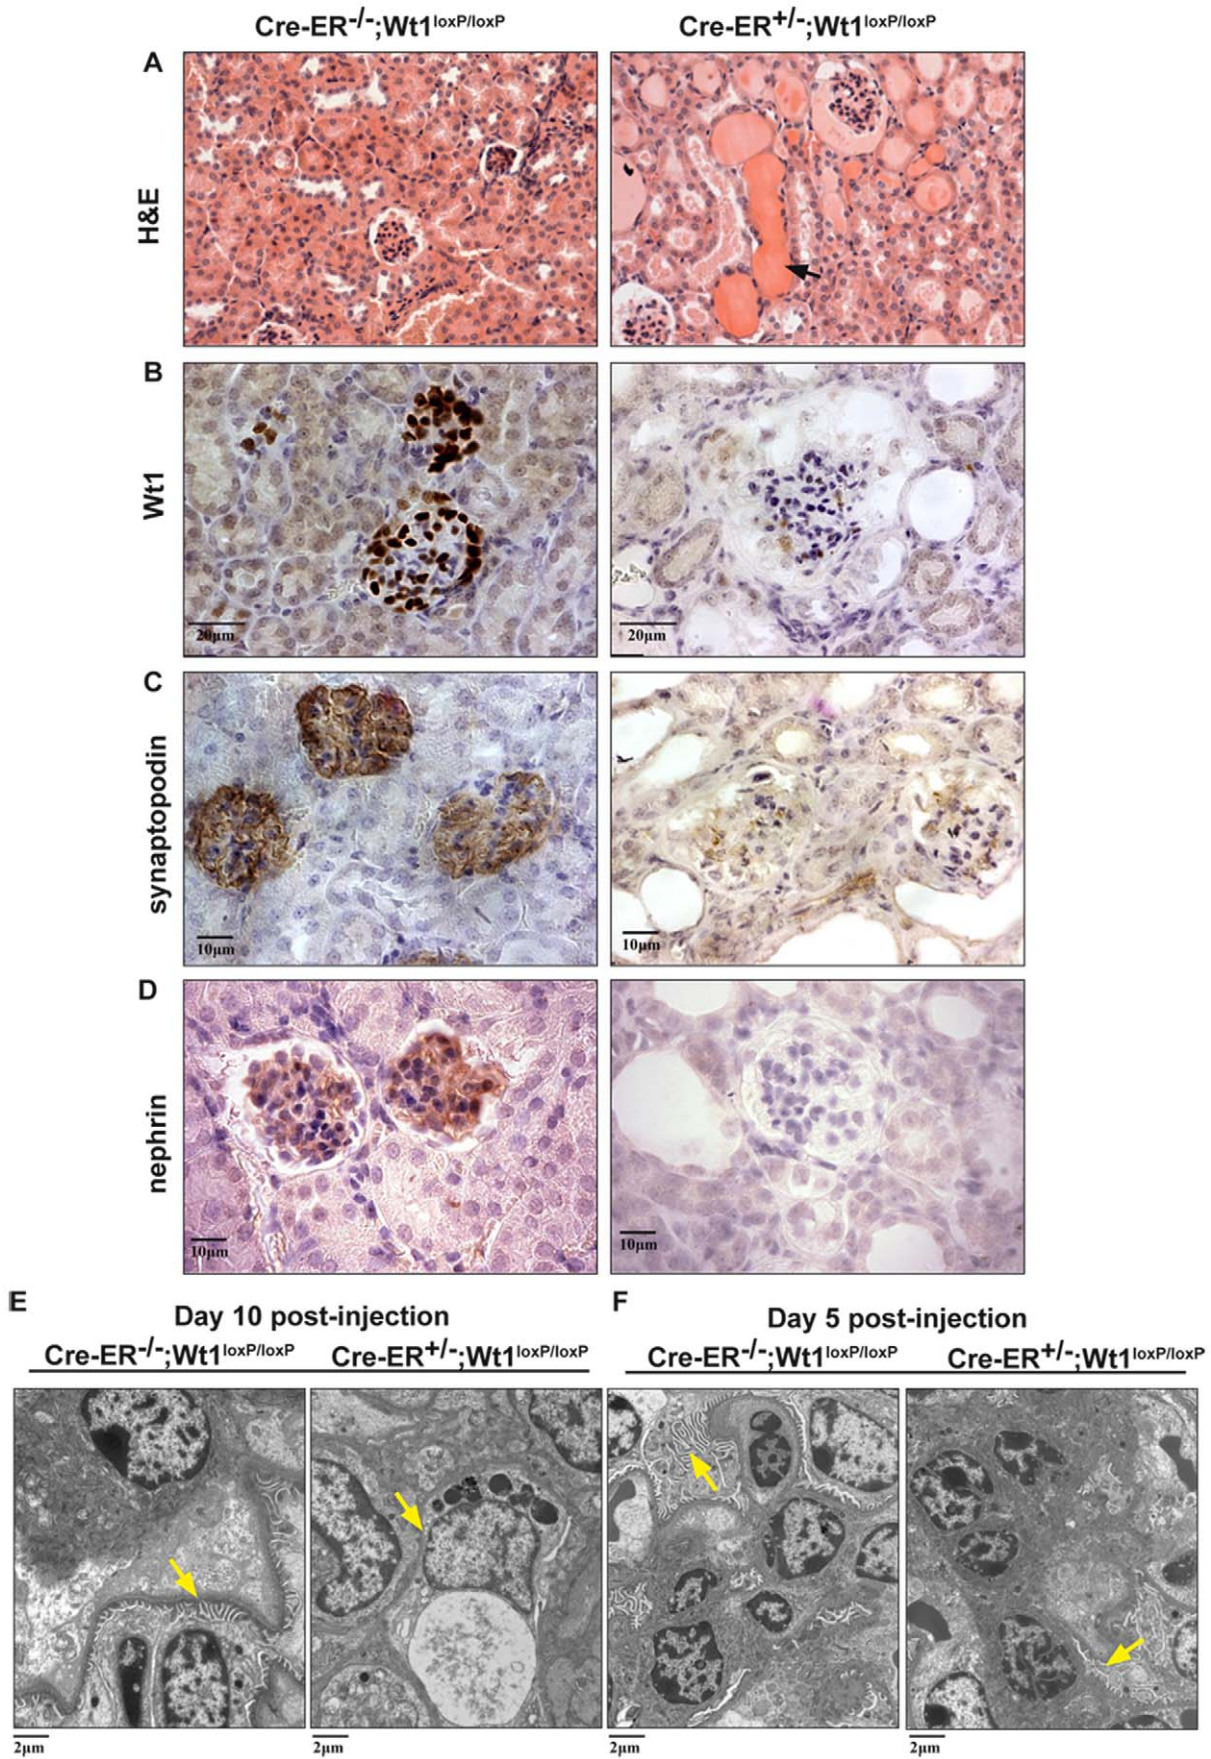 Cre-ER-/-;Wt1loxP/loxP Cre-ER+/-;Wt1loxP/loxP
A
H&E
B
Wt1
20μm 20μm
C
synaptopodin
10μm 10μm
D
nephrin
10μm 10μm
E Day 10 post-injection F Day 5 post-injection
Cre-ER-/-;Wt1loxP/loxP Cre-ER+/-;Wt1loxP/loxP Cre-ER-/-;Wt1loxP/loxP Cre-ER+/-;Wt1loxP/loxP
2μm 2μm 2μm 2μm